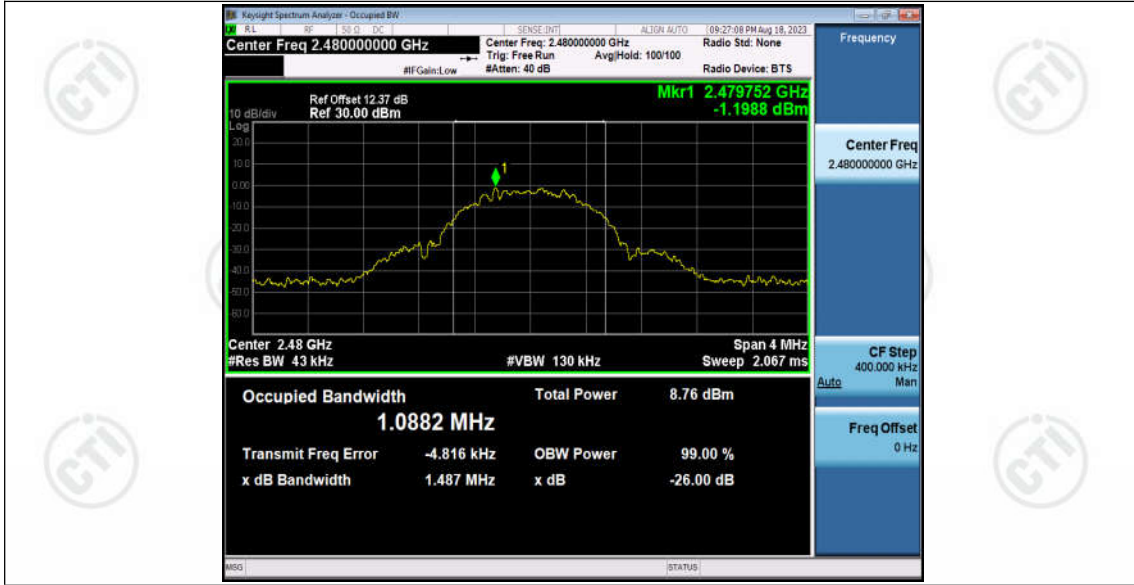 Keysight Spectrum Analyzer - Occupied BW
RL RF 50 Ω DC SENSE:INT ALIGN AUTO 09:27:08 PM Aug 18, 2023
Center Freq 2.480000000 GHz
Center Freq: 2.480000000 GHz
Radio Std: None
Trig: Free Run Avg|Hold: 100/100
#IFGain:Low
#Atten: 40 dB
Radio Device: BTS
Frequency
Mkr1 2.479752 GHz
-1.1988 dBm
Ref Offset 12.37 dB
10 dB/div Ref 30.00 dBm
Log
20.0
10.0
0.00
-10.0
-20.0
-30.0
-40.0
-50.0
-60.0
1
Center 2.48 GHz
Span 4 MHz
#Res BW 43 kHz
#VBW 130 kHz
Sweep 2.067 ms
Center Freq
2.480000000 GHz
CF Step
400.000 kHz
Auto Man
Freq Offset
0 Hz
Occupied Bandwidth
1.0882 MHz
Total Power 8.76 dBm
Transmit Freq Error -4.816 kHz OBW Power 99.00 %
x dB Bandwidth 1.487 MHz x dB -26.00 dB
MSG STATUS
CTI
CTI
CTI
CTI